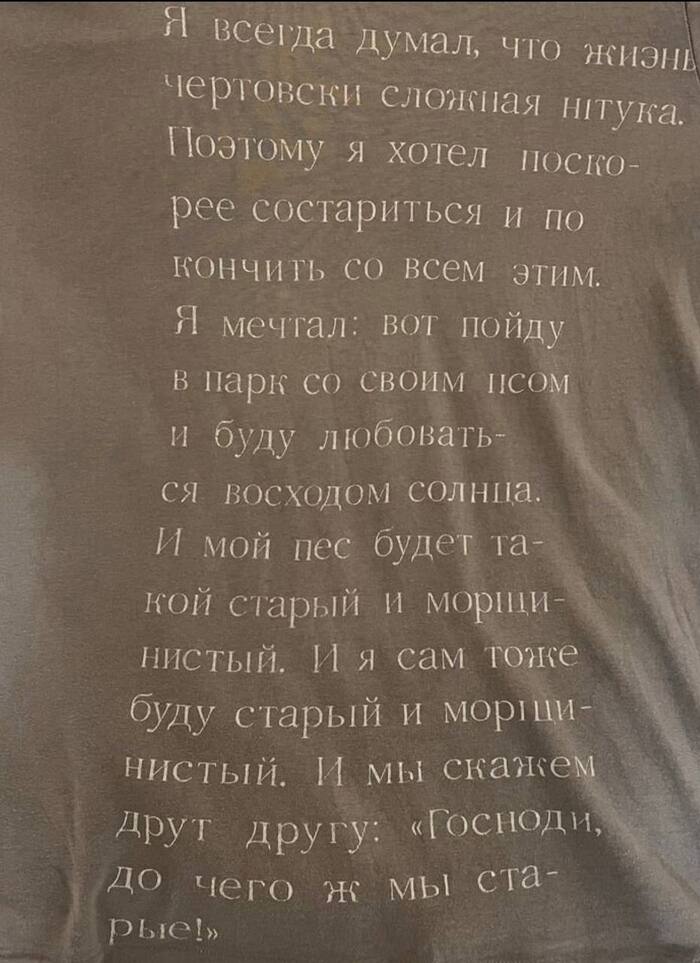 Я всегда думал, что жизнь
чертовски сложная штука.
Поэтому я хотел поско-
рее состариться и по
кончить со всем этим.
Я мечтал: вот пойду
в парк со своим псом
и буду любовать-
ся восходом солнца.
И мой пес будет та-
кой старый и морщи-
нистый. И я сам тоже
буду старый и морщи-
нистый. И мы скажем
друт другу: «Господи,
до чего ж мы ста-
рые!»